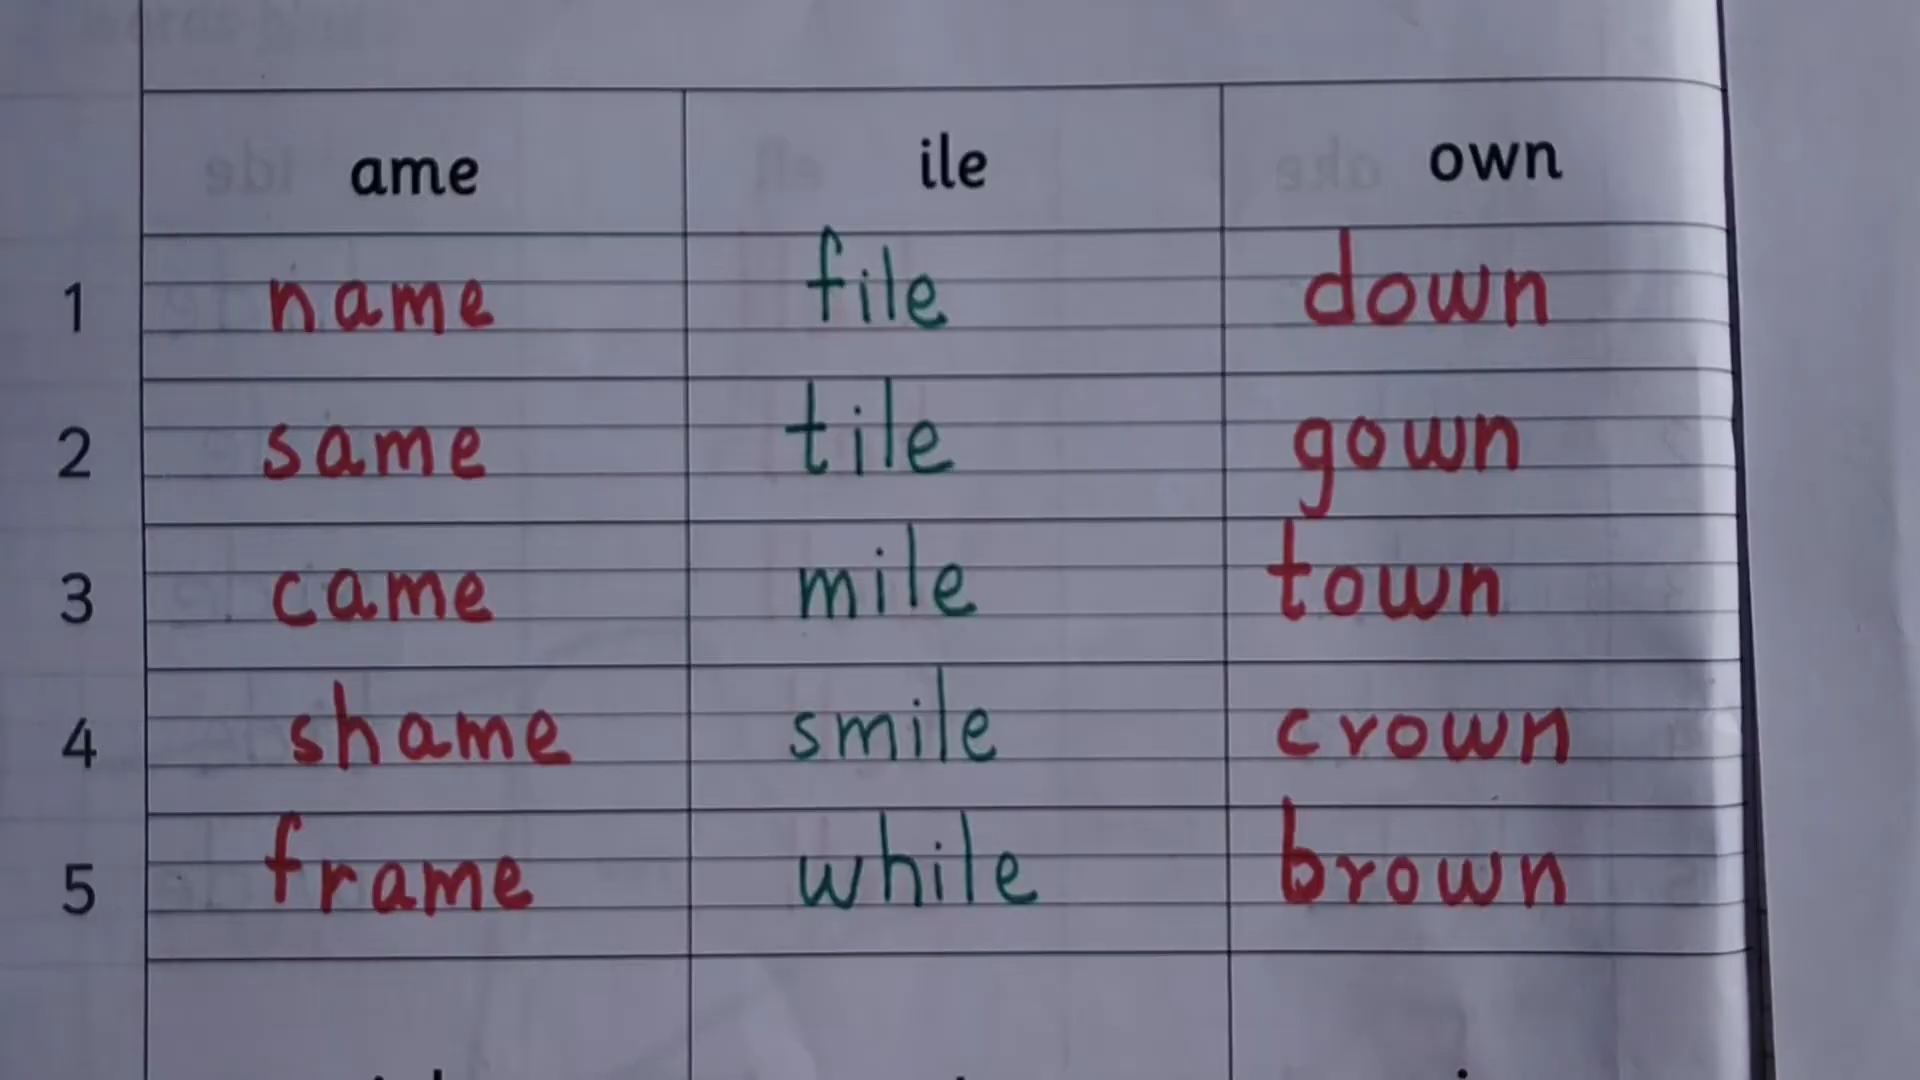 ame ile own
1 name file down
2 same tile gown
3 came mile town
4 shame smile crown
5 frame while brown